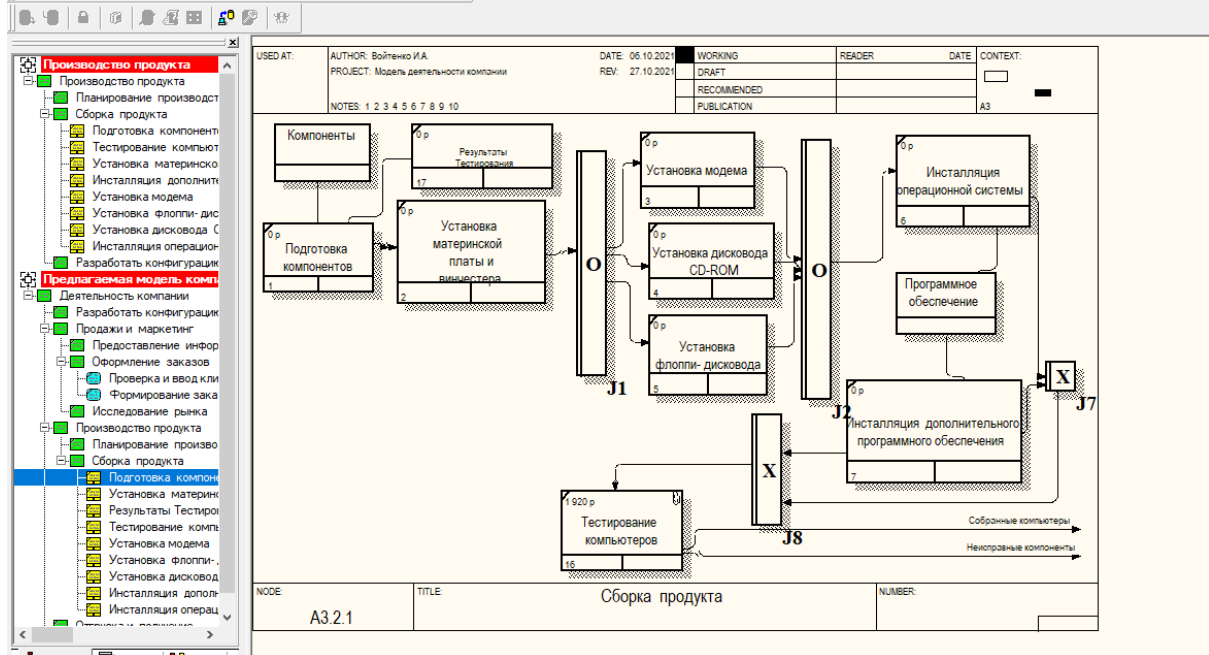 Производство продукта
Производство продукта
Планирование производст
Сборка продукта
Подготовка компоненто
Тестирование компьют
Установка материнско
Инсталляция дополните
Установка модема
Установка флоппи- дис
Установка дисковода С
Инсталляция операцион
Разработать конфигурацию
Предлагаемая модель комп
Деятельность компании
Разработать конфигурацию
Продажи и маркетинг
Предоставление инфор
Оформление заказов
Проверка и ввод кли
Формирование зака
Исследование рынка
Производство продукта
Планирование произво
Сборка продукта
Подготовка компоне
Установка материнс
Результаты Тестиро
Тестирование компь
Установка модема
Установка флоппи-
Установка дисковод
Инсталляция дополн
Инсталляция операц
USED AT:
AUTHOR: Войтенко И.А.
DATE: 06.10.2021
PROJECT: Модель деятельности компании
REV: 27.10.2021
NOTES: 1 2 3 4 5 6 7 8 9 10
WORKING
DRAFT
RECOMMENDED
PUBLICATION
READER
DATE
CONTEXT:
A3
Компоненты
0 р
Результаты
Тестирования
17
0 р
Подготовка
компонентов
1
0 р
Установка
материнской
платы и
винчестера
2
O
J1
0 р
Установка модема
3
0 р
Установка дисковода
CD-ROM
4
0 р
Установка
флоппи- дисковода
5
O
J2
0 р
Инсталляция
операционной системы
6
Программное
обеспечение
X
J7
0 р
Инсталляция дополнительного
программного обеспечения
7
X
J8
1 920 р
Тестирование
компьютеров
16
Собранные компьютеры
Неисправные компоненты
NODE:
A3.2.1
TITLE:
Сборка продукта
NUMBER: